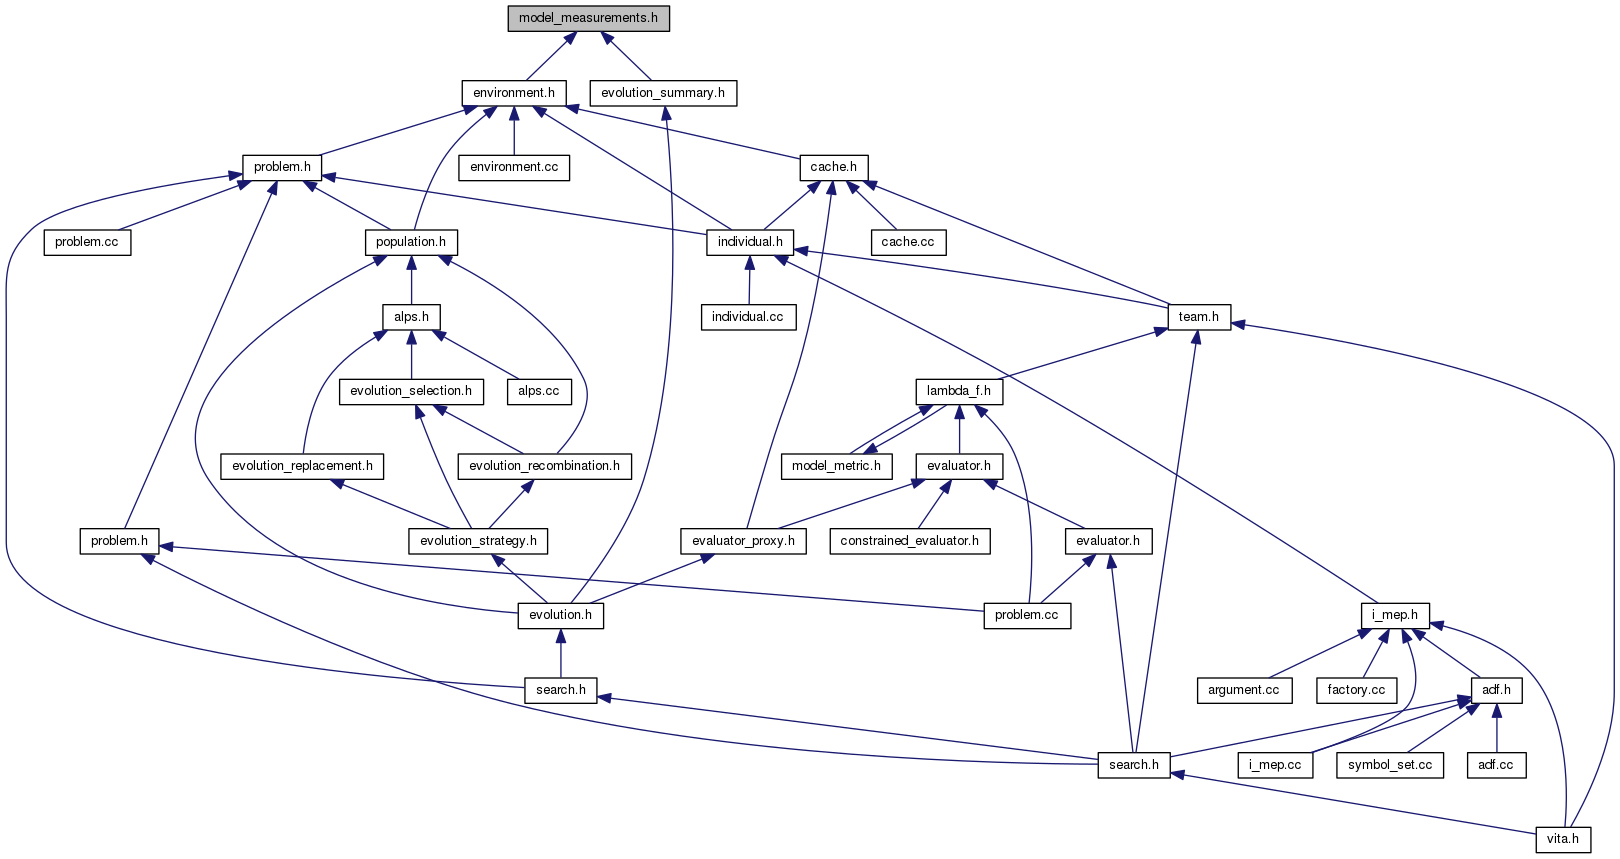 model_measurements.h
environment.h
evolution_summary.h
problem.h
environment.cc
cache.h
problem.cc
population.h
individual.h
cache.cc
alps.h
individual.cc
team.h
evolution_selection.h
alps.cc
lambda_f.h
evolution_replacement.h
evolution_recombination.h
model_metric.h
evaluator.h
problem.h
evolution_strategy.h
evaluator_proxy.h
constrained_evaluator.h
evaluator.h
evolution.h
problem.cc
i_mep.h
search.h
argument.cc
factory.cc
adf.h
search.h
i_mep.cc
symbol_set.cc
adf.cc
vita.h